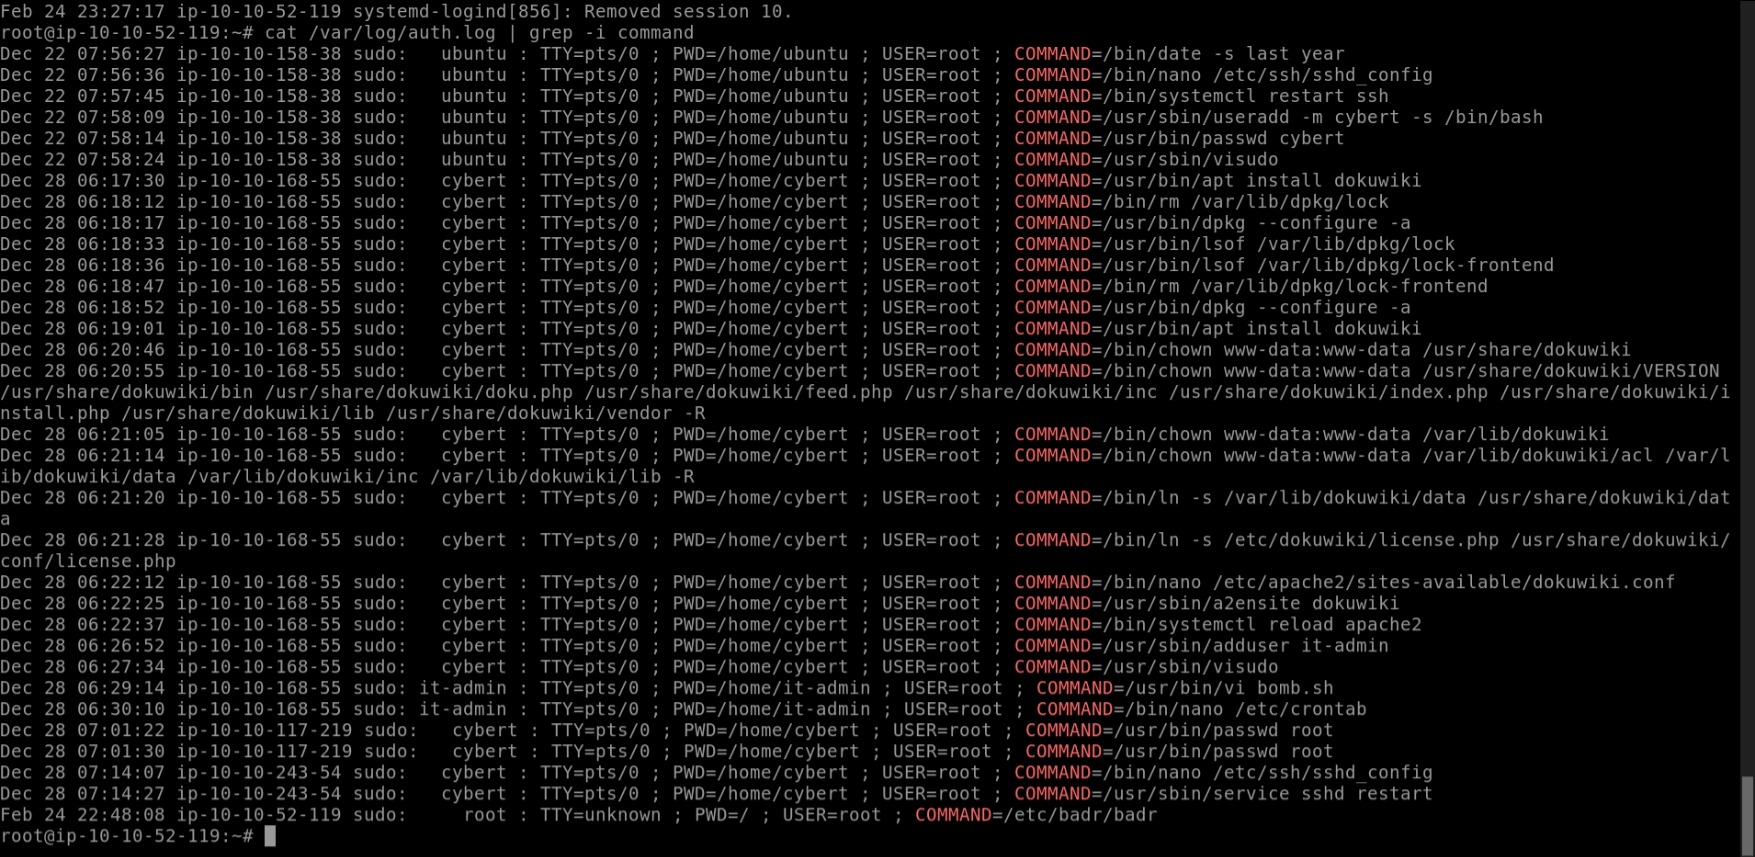 Feb 24 23:27:17 ip-10-10-52-119 systemd-logind[856]: Removed session 10.
root@ip-10-10-52-119:~# cat /var/log/auth.log | grep -i command
Dec 22 07:56:27 ip-10-10-158-38 sudo:   ubuntu : TTY=pts/0 ; PWD=/home/ubuntu ; USER=root ; COMMAND=/bin/date -s last year
Dec 22 07:56:36 ip-10-10-158-38 sudo:   ubuntu : TTY=pts/0 ; PWD=/home/ubuntu ; USER=root ; COMMAND=/bin/nano /etc/ssh/sshd_config
Dec 22 07:57:45 ip-10-10-158-38 sudo:   ubuntu : TTY=pts/0 ; PWD=/home/ubuntu ; USER=root ; COMMAND=/bin/systemctl restart ssh
Dec 22 07:58:09 ip-10-10-158-38 sudo:   ubuntu : TTY=pts/0 ; PWD=/home/ubuntu ; USER=root ; COMMAND=/usr/sbin/useradd -m cybert -s /bin/bash
Dec 22 07:58:14 ip-10-10-158-38 sudo:   ubuntu : TTY=pts/0 ; PWD=/home/ubuntu ; USER=root ; COMMAND=/usr/bin/passwd cybert
Dec 22 07:58:24 ip-10-10-158-38 sudo:   ubuntu : TTY=pts/0 ; PWD=/home/ubuntu ; USER=root ; COMMAND=/usr/sbin/visudo
Dec 28 06:17:30 ip-10-10-168-55 sudo:   cybert : TTY=pts/0 ; PWD=/home/cybert ; USER=root ; COMMAND=/usr/bin/apt install dokuwiki
Dec 28 06:18:12 ip-10-10-168-55 sudo:   cybert : TTY=pts/0 ; PWD=/home/cybert ; USER=root ; COMMAND=/bin/rm /var/lib/dpkg/lock
Dec 28 06:18:17 ip-10-10-168-55 sudo:   cybert : TTY=pts/0 ; PWD=/home/cybert ; USER=root ; COMMAND=/usr/bin/dpkg --configure -a
Dec 28 06:18:33 ip-10-10-168-55 sudo:   cybert : TTY=pts/0 ; PWD=/home/cybert ; USER=root ; COMMAND=/usr/bin/lsof /var/lib/dpkg/lock
Dec 28 06:18:36 ip-10-10-168-55 sudo:   cybert : TTY=pts/0 ; PWD=/home/cybert ; USER=root ; COMMAND=/usr/bin/lsof /var/lib/dpkg/lock-frontend
Dec 28 06:18:47 ip-10-10-168-55 sudo:   cybert : TTY=pts/0 ; PWD=/home/cybert ; USER=root ; COMMAND=/bin/rm /var/lib/dpkg/lock-frontend
Dec 28 06:18:52 ip-10-10-168-55 sudo:   cybert : TTY=pts/0 ; PWD=/home/cybert ; USER=root ; COMMAND=/usr/bin/dpkg --configure -a
Dec 28 06:19:01 ip-10-10-168-55 sudo:   cybert : TTY=pts/0 ; PWD=/home/cybert ; USER=root ; COMMAND=/usr/bin/apt install dokuwiki
Dec 28 06:20:46 ip-10-10-168-55 sudo:   cybert : TTY=pts/0 ; PWD=/home/cybert ; USER=root ; COMMAND=/bin/chown www-data:www-data /usr/share/dokuwiki
Dec 28 06:20:55 ip-10-10-168-55 sudo:   cybert : TTY=pts/0 ; PWD=/home/cybert ; USER=root ; COMMAND=/bin/chown www-data:www-data /usr/share/dokuwiki/VERSION
/usr/share/dokuwiki/bin /usr/share/dokuwiki/doku.php /usr/share/dokuwiki/feed.php /usr/share/dokuwiki/inc /usr/share/dokuwiki/index.php /usr/share/dokuwiki/i
nstall.php /usr/share/dokuwiki/lib /usr/share/dokuwiki/vendor -R
Dec 28 06:21:05 ip-10-10-168-55 sudo:   cybert : TTY=pts/0 ; PWD=/home/cybert ; USER=root ; COMMAND=/bin/chown www-data:www-data /var/lib/dokuwiki
Dec 28 06:21:14 ip-10-10-168-55 sudo:   cybert : TTY=pts/0 ; PWD=/home/cybert ; USER=root ; COMMAND=/bin/chown www-data:www-data /var/lib/dokuwiki/acl /var/l
ib/dokuwiki/data /var/lib/dokuwiki/inc /var/lib/dokuwiki/lib -R
Dec 28 06:21:20 ip-10-10-168-55 sudo:   cybert : TTY=pts/0 ; PWD=/home/cybert ; USER=root ; COMMAND=/bin/ln -s /var/lib/dokuwiki/data /usr/share/dokuwiki/dat
a
Dec 28 06:21:28 ip-10-10-168-55 sudo:   cybert : TTY=pts/0 ; PWD=/home/cybert ; USER=root ; COMMAND=/bin/ln -s /etc/dokuwiki/license.php /usr/share/dokuwiki/
conf/license.php
Dec 28 06:22:12 ip-10-10-168-55 sudo:   cybert : TTY=pts/0 ; PWD=/home/cybert ; USER=root ; COMMAND=/bin/nano /etc/apache2/sites-available/dokuwiki.conf
Dec 28 06:22:25 ip-10-10-168-55 sudo:   cybert : TTY=pts/0 ; PWD=/home/cybert ; USER=root ; COMMAND=/usr/sbin/a2ensite dokuwiki
Dec 28 06:22:37 ip-10-10-168-55 sudo:   cybert : TTY=pts/0 ; PWD=/home/cybert ; USER=root ; COMMAND=/bin/systemctl reload apache2
Dec 28 06:26:52 ip-10-10-168-55 sudo:   cybert : TTY=pts/0 ; PWD=/home/cybert ; USER=root ; COMMAND=/usr/sbin/adduser it-admin
Dec 28 06:27:34 ip-10-10-168-55 sudo:   cybert : TTY=pts/0 ; PWD=/home/cybert ; USER=root ; COMMAND=/usr/sbin/visudo
Dec 28 06:29:14 ip-10-10-168-55 sudo: it-admin : TTY=pts/0 ; PWD=/home/it-admin ; USER=root ; COMMAND=/usr/bin/vi bomb.sh
Dec 28 06:30:10 ip-10-10-168-55 sudo: it-admin : TTY=pts/0 ; PWD=/home/it-admin ; USER=root ; COMMAND=/bin/nano /etc/crontab
Dec 28 07:01:22 ip-10-10-117-219 sudo:   cybert : TTY=pts/0 ; PWD=/home/cybert ; USER=root ; COMMAND=/usr/bin/passwd root
Dec 28 07:01:30 ip-10-10-117-219 sudo:   cybert : TTY=pts/0 ; PWD=/home/cybert ; USER=root ; COMMAND=/usr/bin/passwd root
Dec 28 07:14:07 ip-10-10-243-54 sudo:   cybert : TTY=pts/0 ; PWD=/home/cybert ; USER=root ; COMMAND=/bin/nano /etc/ssh/sshd_config
Dec 28 07:14:27 ip-10-10-243-54 sudo:   cybert : TTY=pts/0 ; PWD=/home/cybert ; USER=root ; COMMAND=/usr/sbin/service sshd restart
Feb 24 22:48:08 ip-10-10-52-119 sudo:     root : TTY=unknown ; PWD=/ ; USER=root ; COMMAND=/etc/badr/badr
root@ip-10-10-52-119:~#